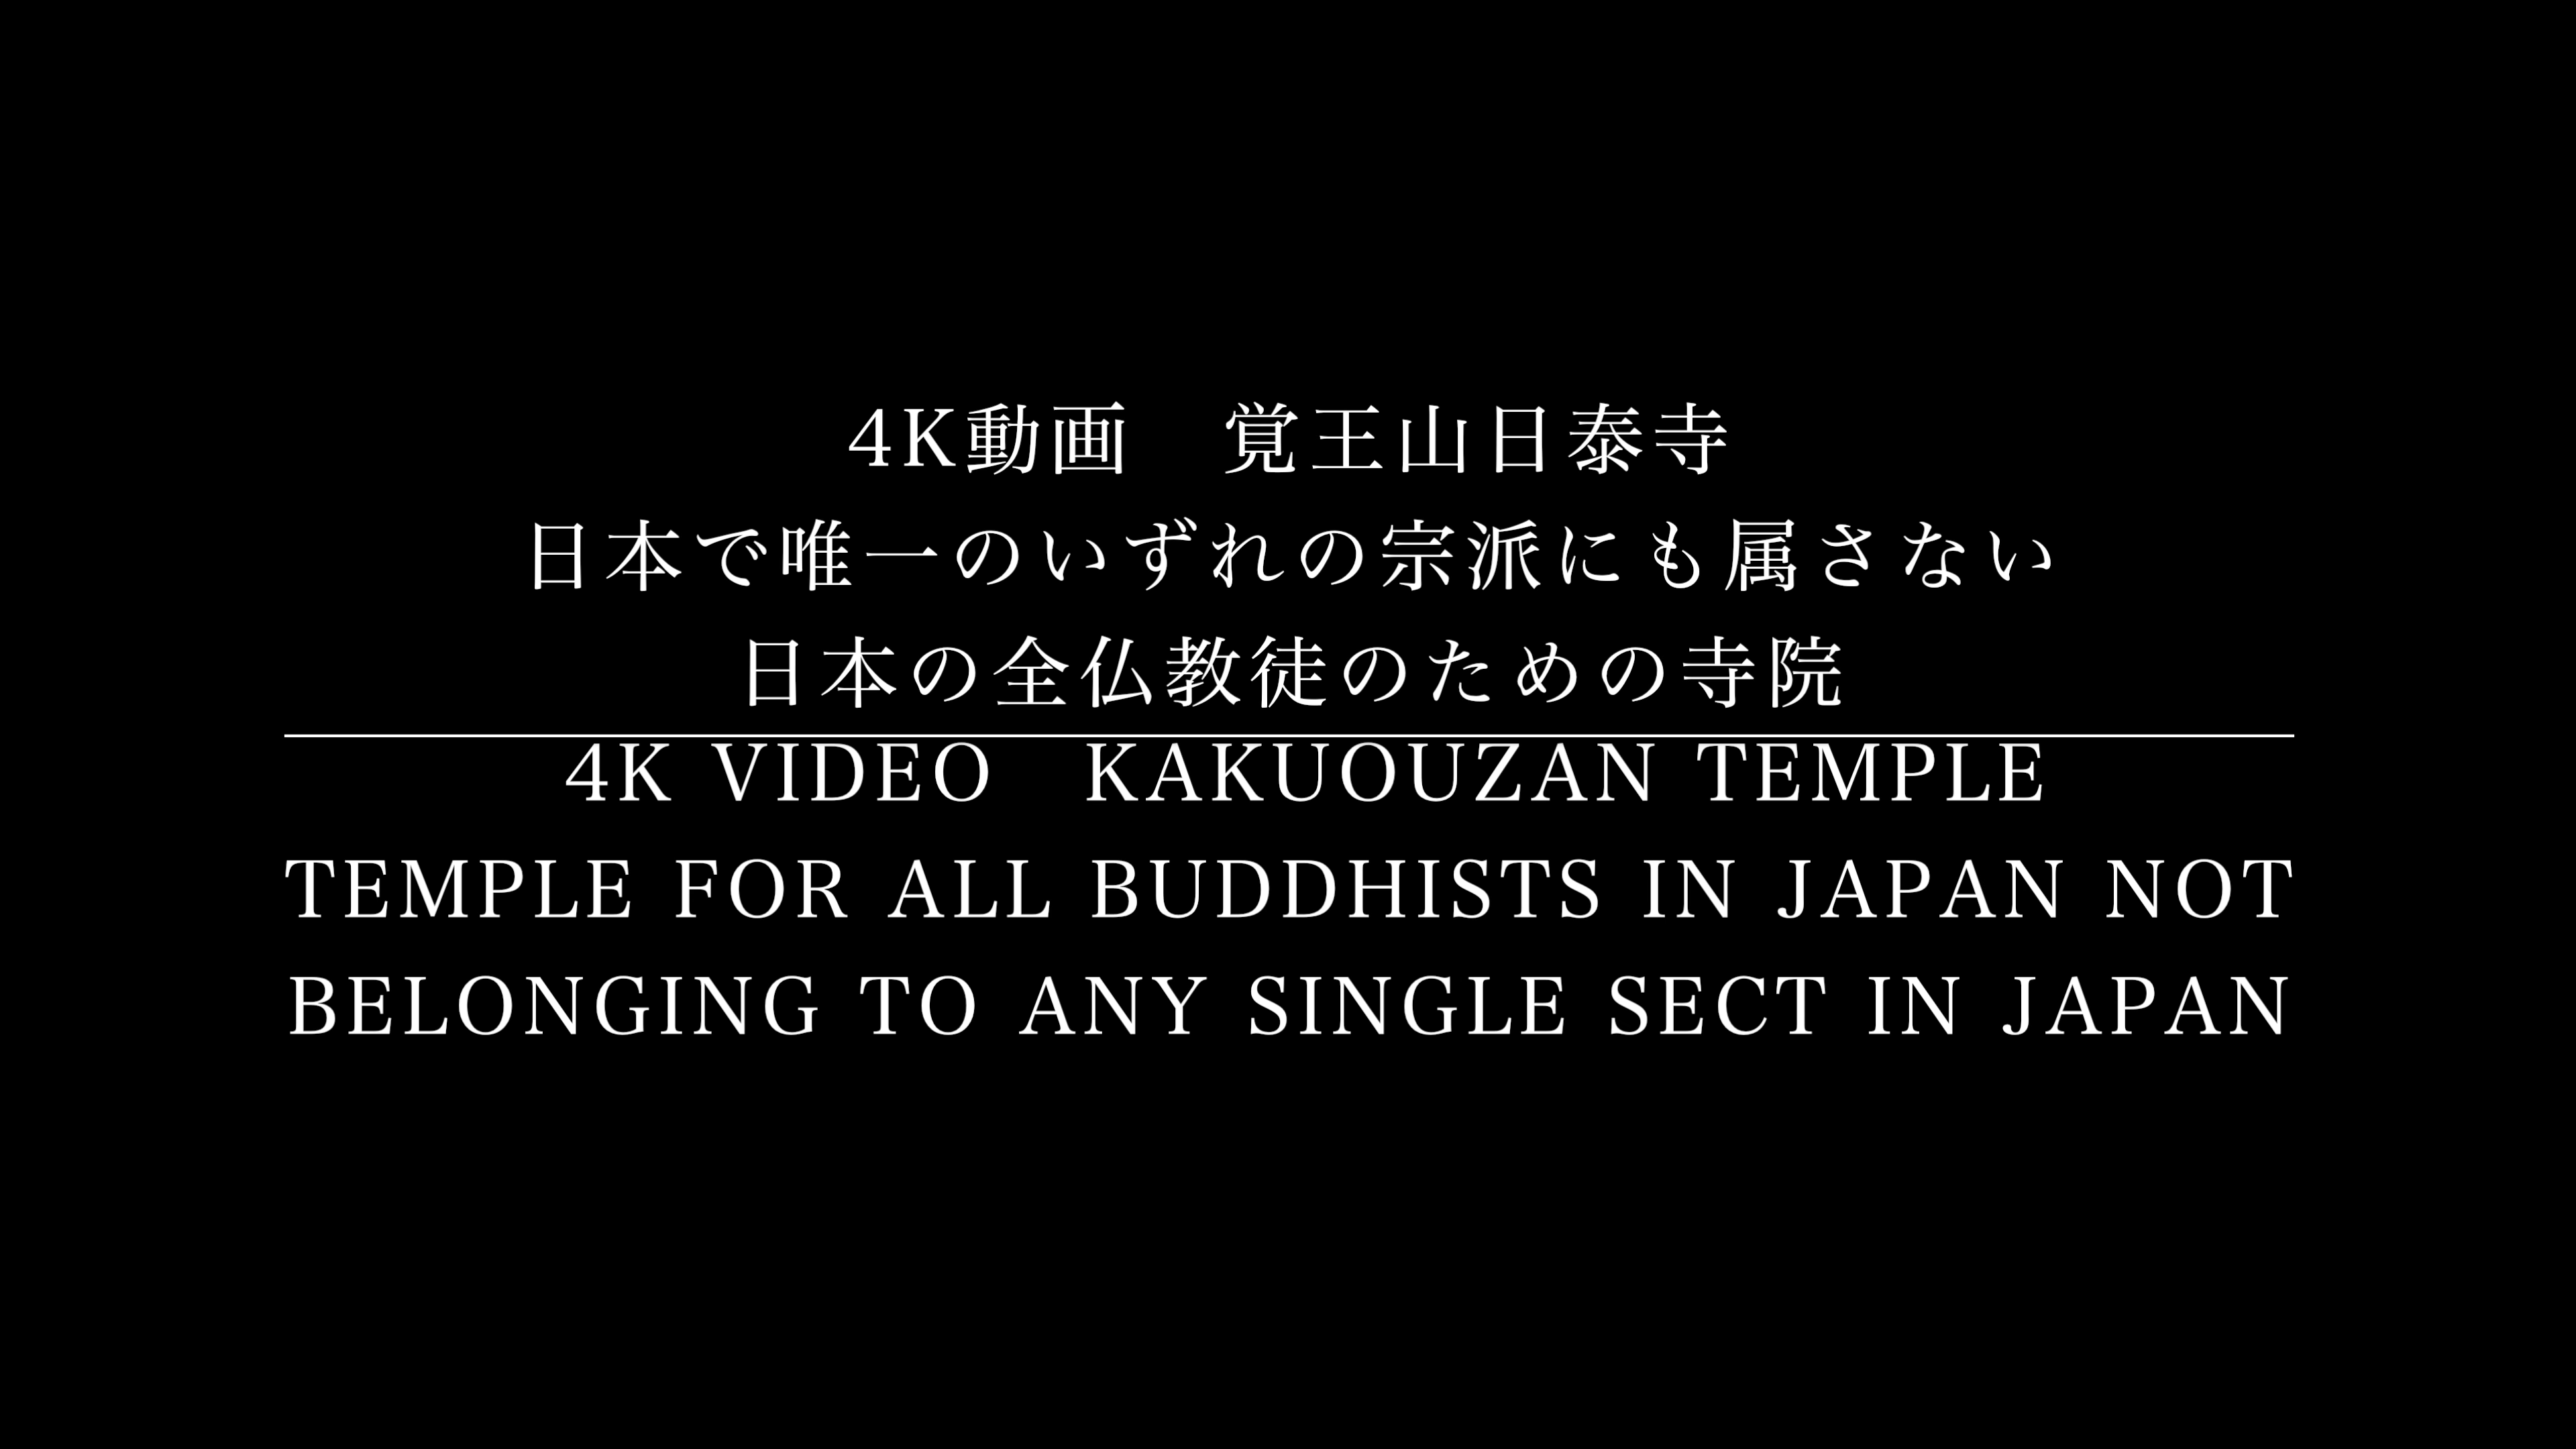 4K動画　覚王山日泰寺
日本で唯一のいずれの宗派にも属さない
日本の全仏教徒のための寺院
4K VIDEO　KAKUOUZAN TEMPLE
TEMPLE FOR ALL BUDDHISTS IN JAPAN NOT
BELONGING TO ANY SINGLE SECT IN JAPAN